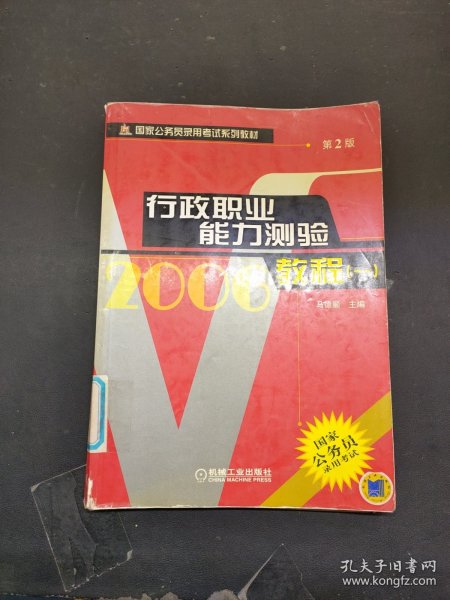 国家公务员录用考试系列教材
第2版
行政职业
能力测验
2006
教程(一)
主编
国家
公务员
录用考试
机械工业出版社
CHINA MACHINE PRESS
孔夫子旧书网
www.kongfz.com